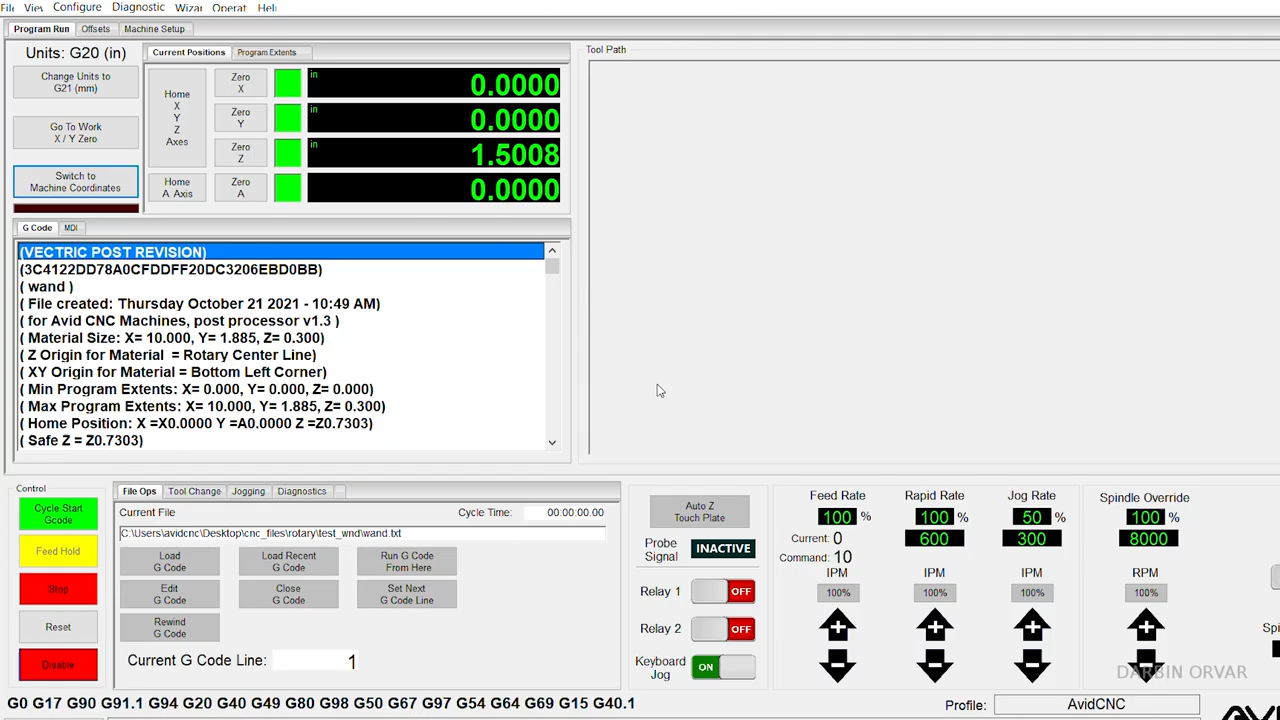 Vies Configure Diagnostic Wizar Operat Hel
Program Run Offsets Machine Setup
Units: G20 (in)
Change Units to
G21 (mm)
Go To Work
X / Y Zero
Switch to
Machine Coordinates
Current Positions Program Extents
Home
X
Y
Z
Axes
Home
A Axis
Zero
X
in
0.0000
Zero
Y
in
0.0000
Zero
Z
in
1.5008
Zero
A
0.0000
Tool Path
G Code MDI
(VECTRIC POST REVISION)
(3C4122DD78A0CFDDFF20DC3206EBD0BB)
( wand )
( File created: Thursday October 21 2021 - 10:49 AM)
( for Avid CNC Machines, post processor v1.3 )
( Material Size: X= 10.000, Y= 1.885, Z= 0.300)
( Z Origin for Material = Rotary Center Line)
( XY Origin for Material = Bottom Left Corner)
( Min Program Extents: X= 0.000, Y= 0.000, Z= 0.000)
( Max Program Extents: X= 10.000, Y= 1.885, Z= 0.300)
( Home Position: X =X0.0000 Y =A0.0000 Z =Z0.7303)
( Safe Z = Z0.7303)
Control
Cycle Start
Gcode
Feed Hold
Stop
Reset
Disable
File Ops Tool Change Jogging Diagnostics
Current File
Cycle Time: 00:00:00.00
C:\Users\avidcnc\Desktop\cnc_files\rotary\test_wnd\wand.txt
Load
G Code
Load Recent
G Code
Run G Code
From Here
Edit
G Code
Close
G Code
Set Next
G Code Line
Rewind
G Code
Current G Code Line: 1
Auto Z
Touch Plate
Probe
Signal
INACTIVE
Relay 1 OFF
Relay 2 OFF
Keyboard
Jog
ON
Feed Rate
100 %
Current: 0
Command: 10
IPM
100%
Rapid Rate
100 %
600
IPM
100%
Jog Rate
50 %
300
IPM
100%
Spindle Override
100 %
8000
RPM
100%
Spi
DARBIN ORVAR
G0 G17 G90 G91.1 G94 G20 G40 G49 G80 G98 G50 G67 G97 G54 G64 G69 G15 G40.1
Profile: AvidCNC